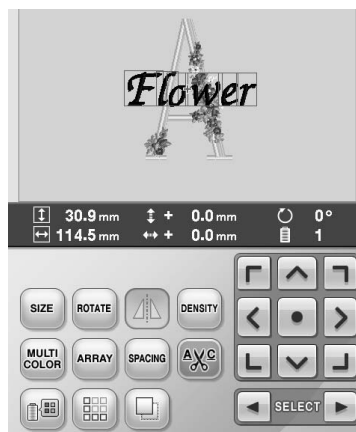 A
Flower
30.9 mm + 0.0 mm 0°
114.5 mm + 0.0 mm 1
SIZE ROTATE DENSITY
MULTI COLOR ARRAY SPACING A C
SELECT